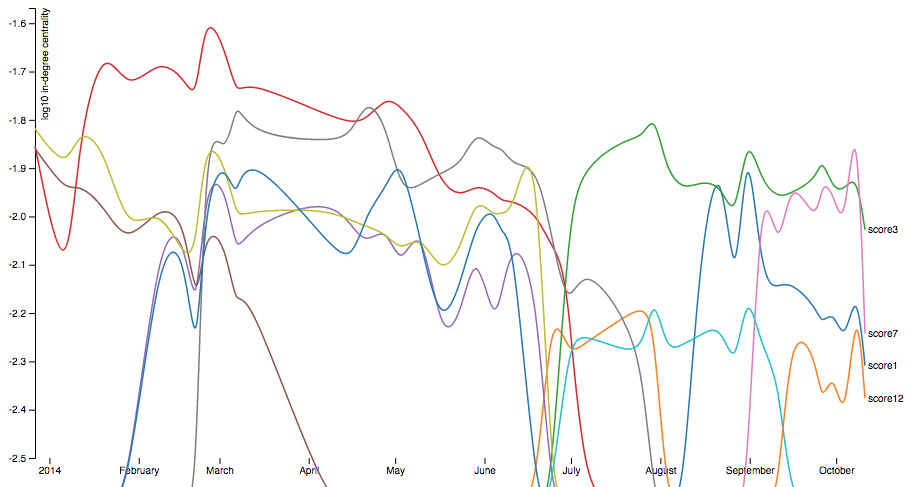 log10 in-degree centrality
-1.6
-1.7
-1.8
-1.9
-2.0
-2.1
-2.2
-2.3
-2.4
-2.5
score3
score7
score1
score12
2014 February March April May June July August September October